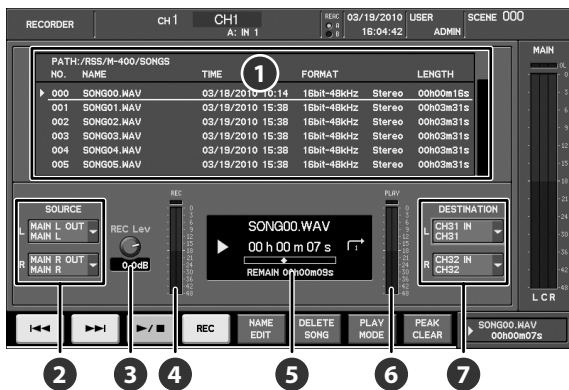 RECORDER CH 1 CH1 A: IN 1 REAC A B 03/19/2010 16:04:42 USER ADMIN SCENE 000
MAIN
PATH:/RSS/M-400/SONGS
NO. NAME TIME FORMAT LENGTH
1
000 SONG00.WAV 03/18/2010 10:14 16bit-48kHz Stereo 00h00m16s
001 SONG01.WAV 03/19/2010 15:38 16bit-48kHz Stereo 00h03m31s
002 SONG02.WAV 03/19/2010 15:38 16bit-48kHz Stereo 00h03m31s
003 SONG03.WAV 03/19/2010 15:38 16bit-48kHz Stereo 00h03m31s
004 SONG04.WAV 03/19/2010 15:38 16bit-48kHz Stereo 00h03m31s
005 SONG05.WAV 03/19/2010 15:38 16bit-48kHz Stereo 00h03m31s
SOURCE
L MAIN L OUT
MAIN L
R MAIN R OUT
MAIN R
REC Lev
0.0dB
REC
SONG00.WAV
00 h 00 m 07 s
1
REMAIN 00h00m09s
PLAY
DESTINATION
L CH31 IN
CH31
R CH32 IN
CH32
L C R
REC
NAME EDIT
DELETE SONG
PLAY MODE
PEAK CLEAR
SONG00.WAV
00h00m07s
2 3 4 5 6 7